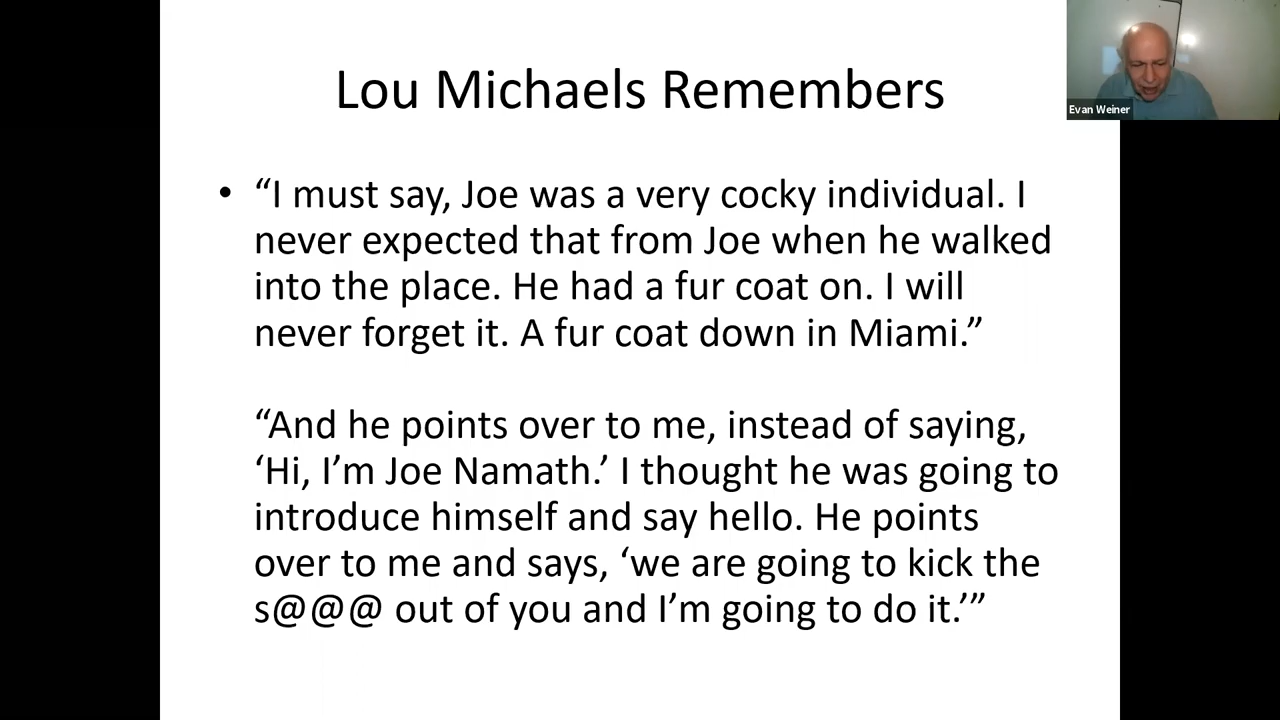 Lou Michaels Remembers
Evan Weiner
• “I must say, Joe was a very cocky individual. I
never expected that from Joe when he walked
into the place. He had a fur coat on. I will
never forget it. A fur coat down in Miami.”
“And he points over to me, instead of saying,
‘Hi, I’m Joe Namath.’ I thought he was going to
introduce himself and say hello. He points
over to me and says, ‘we are going to kick the
s@@@ out of you and I’m going to do it.’”